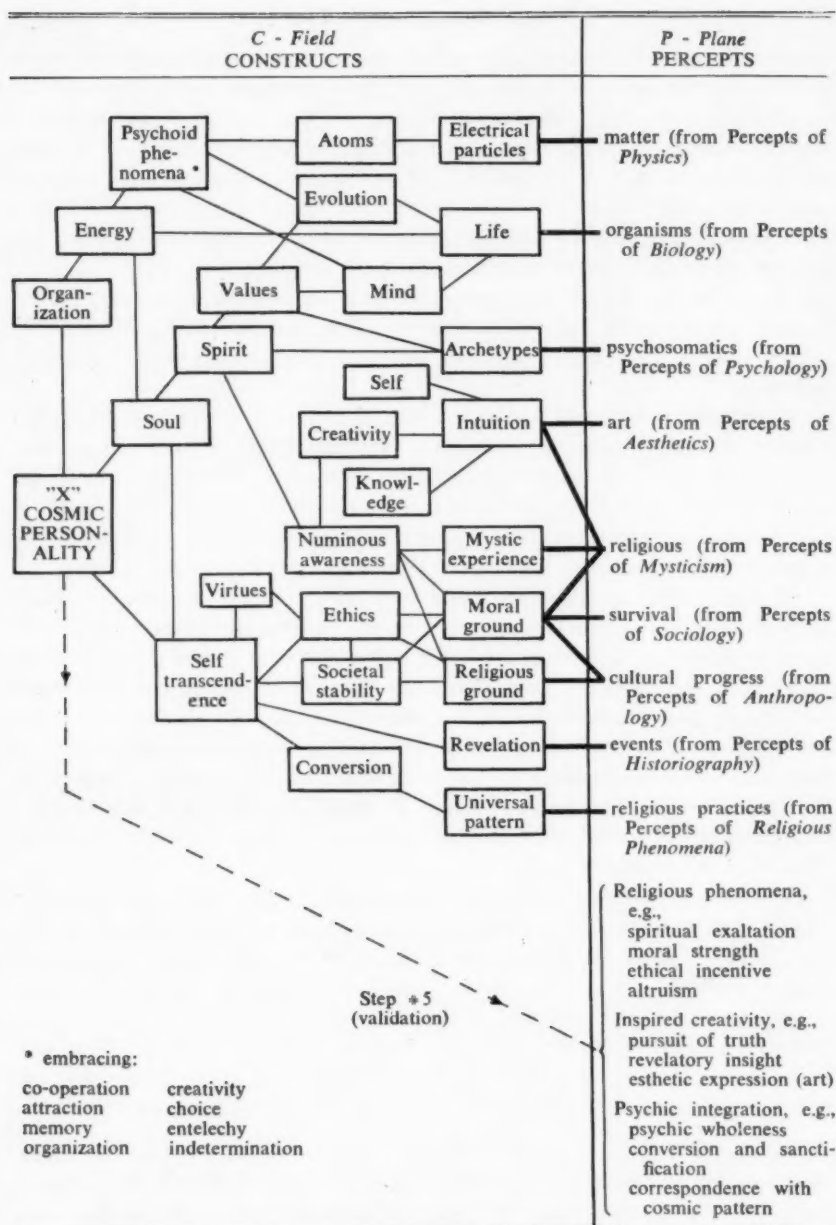 C - Field
CONSTRUCTS
P - Plane
PERCEPTS
Psychoid
phe-
nomena *
Atoms
Electrical
particles
matter (from Percepts of
Physics)
Evolution
Energy
Life
organisms (from Percepts
of Biology)
Organ-
ization
Values
Mind
Spirit
Archetypes
psychosomatics (from
Percepts of Psychology)
Self
Soul
Creativity
Intuition
art (from Percepts of
Aesthetics)
Knowl-
edge
"X"
COSMIC
PERSON-
ALITY
Numinous
awareness
Mystic
experience
religious (from Percepts
of Mysticism)
Virtues
Ethics
Moral
ground
survival (from Percepts
of Sociology)
Self
transcend-
ence
Societal
stability
Religious
ground
cultural progress (from
Percepts of Anthropo-
logy)
Revelation
events (from Percepts of
Historiography)
Conversion
Universal
pattern
religious practices (from
Percepts of Religious
Phenomena)
Religious phenomena,
e.g.,
spiritual exaltation
moral strength
ethical incentive
altruism
Step *5
(validation)
Inspired creativity, e.g.,
pursuit of truth
revelatory insight
esthetic expression (art)
Psychic integration, e.g.,
psychic wholeness
conversion and sancti-
fication
correspondence with
cosmic pattern
* embracing:
co-operation creativity
attraction choice
memory entelechy
organization indetermination